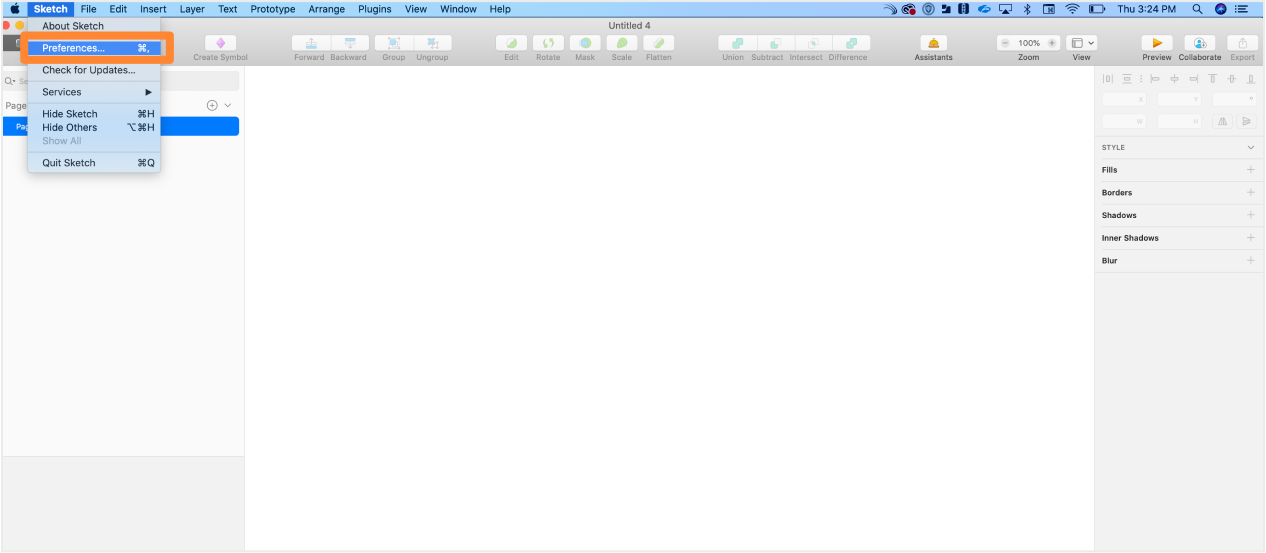 Sketch File Edit Insert Layer Text Prototype Arrange Plugins View Window Help Thu 3:24 PM
Untitled 4
About Sketch
Preferences... ⌘,
Check for Updates...
Services ▶
Hide Sketch ⌘H
Hide Others ⌥⌘H
Show All
Quit Sketch ⌘Q
100%
Create Symbol Forward Backward Group Ungroup Edit Rotate Mask Scale Flatten Union Subtract Intersect Difference Assistants Zoom View Preview Collaborate Export
Page
X Y °
W H
STYLE
Fills
Borders
Shadows
Inner Shadows
Blur